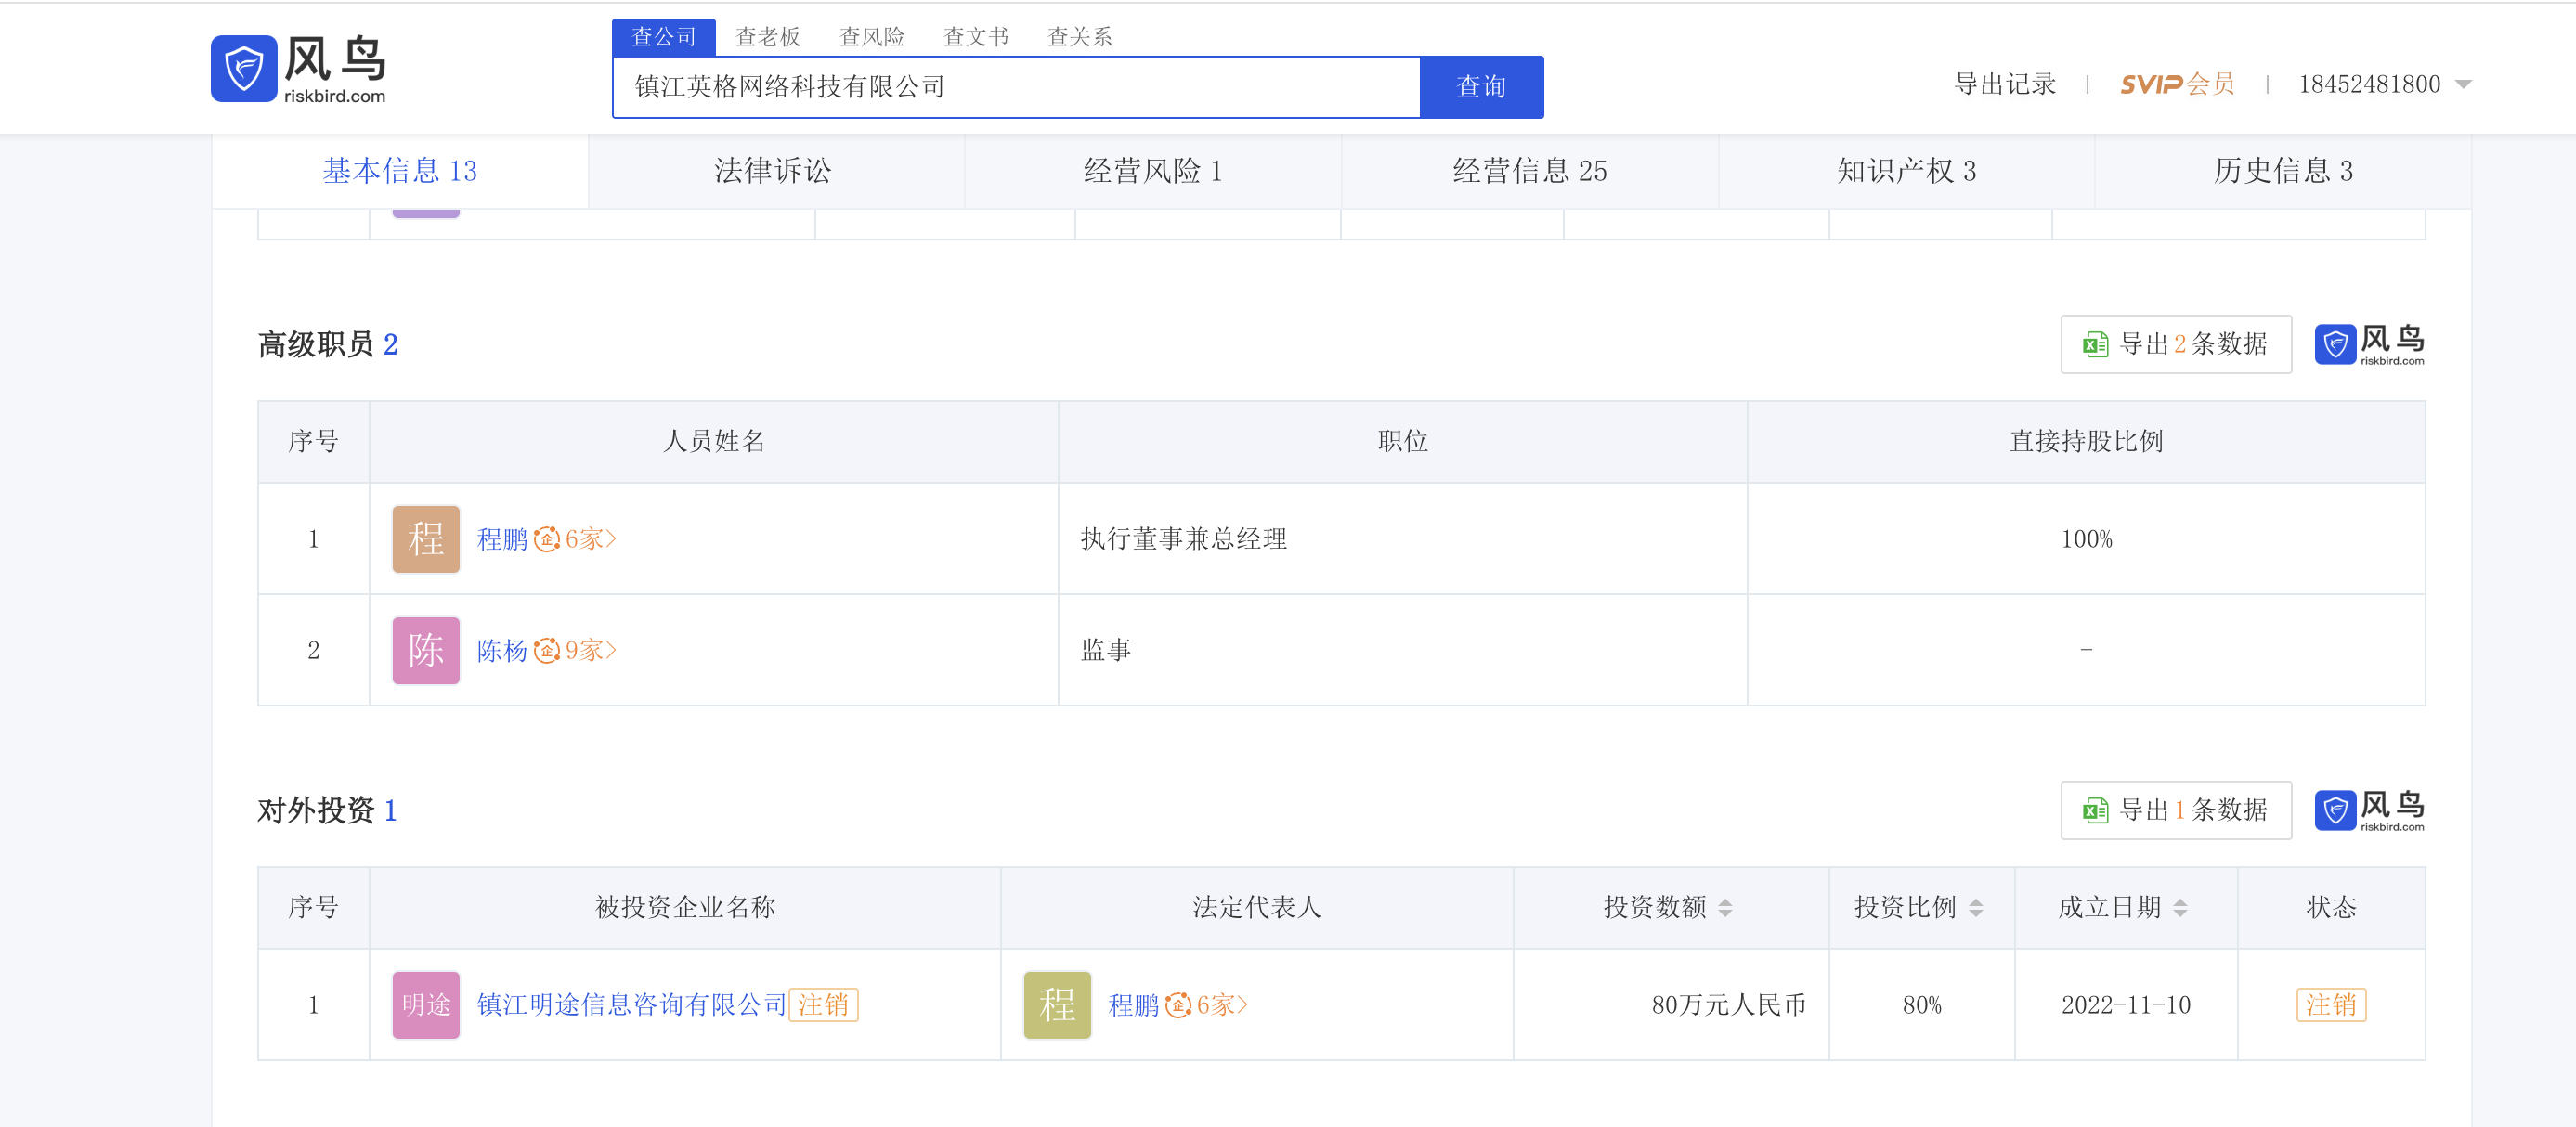 风鸟
riskbird.com
查公司 查老板 查风险 查文书 查关系
镇江英格网络科技有限公司 查询
导出记录 | SVIP会员 | 18452481800
基本信息 13 法律诉讼 经营风险 1 经营信息 25 知识产权 3 历史信息 3
高级职员 2 导出2条数据 风鸟
riskbird.com
序号 人员姓名 职位 直接持股比例
1 程 程鹏 企 6家> 执行董事兼总经理 100%
2 陈 陈杨 企 9家> 监事 -
对外投资 1 导出1条数据 风鸟
riskbird.com
序号 被投资企业名称 法定代表人 投资数额 投资比例 成立日期 状态
1 明途 镇江明途信息咨询有限公司 注销 程 程鹏 企 6家> 80万元人民币 80% 2022-11-10 注销